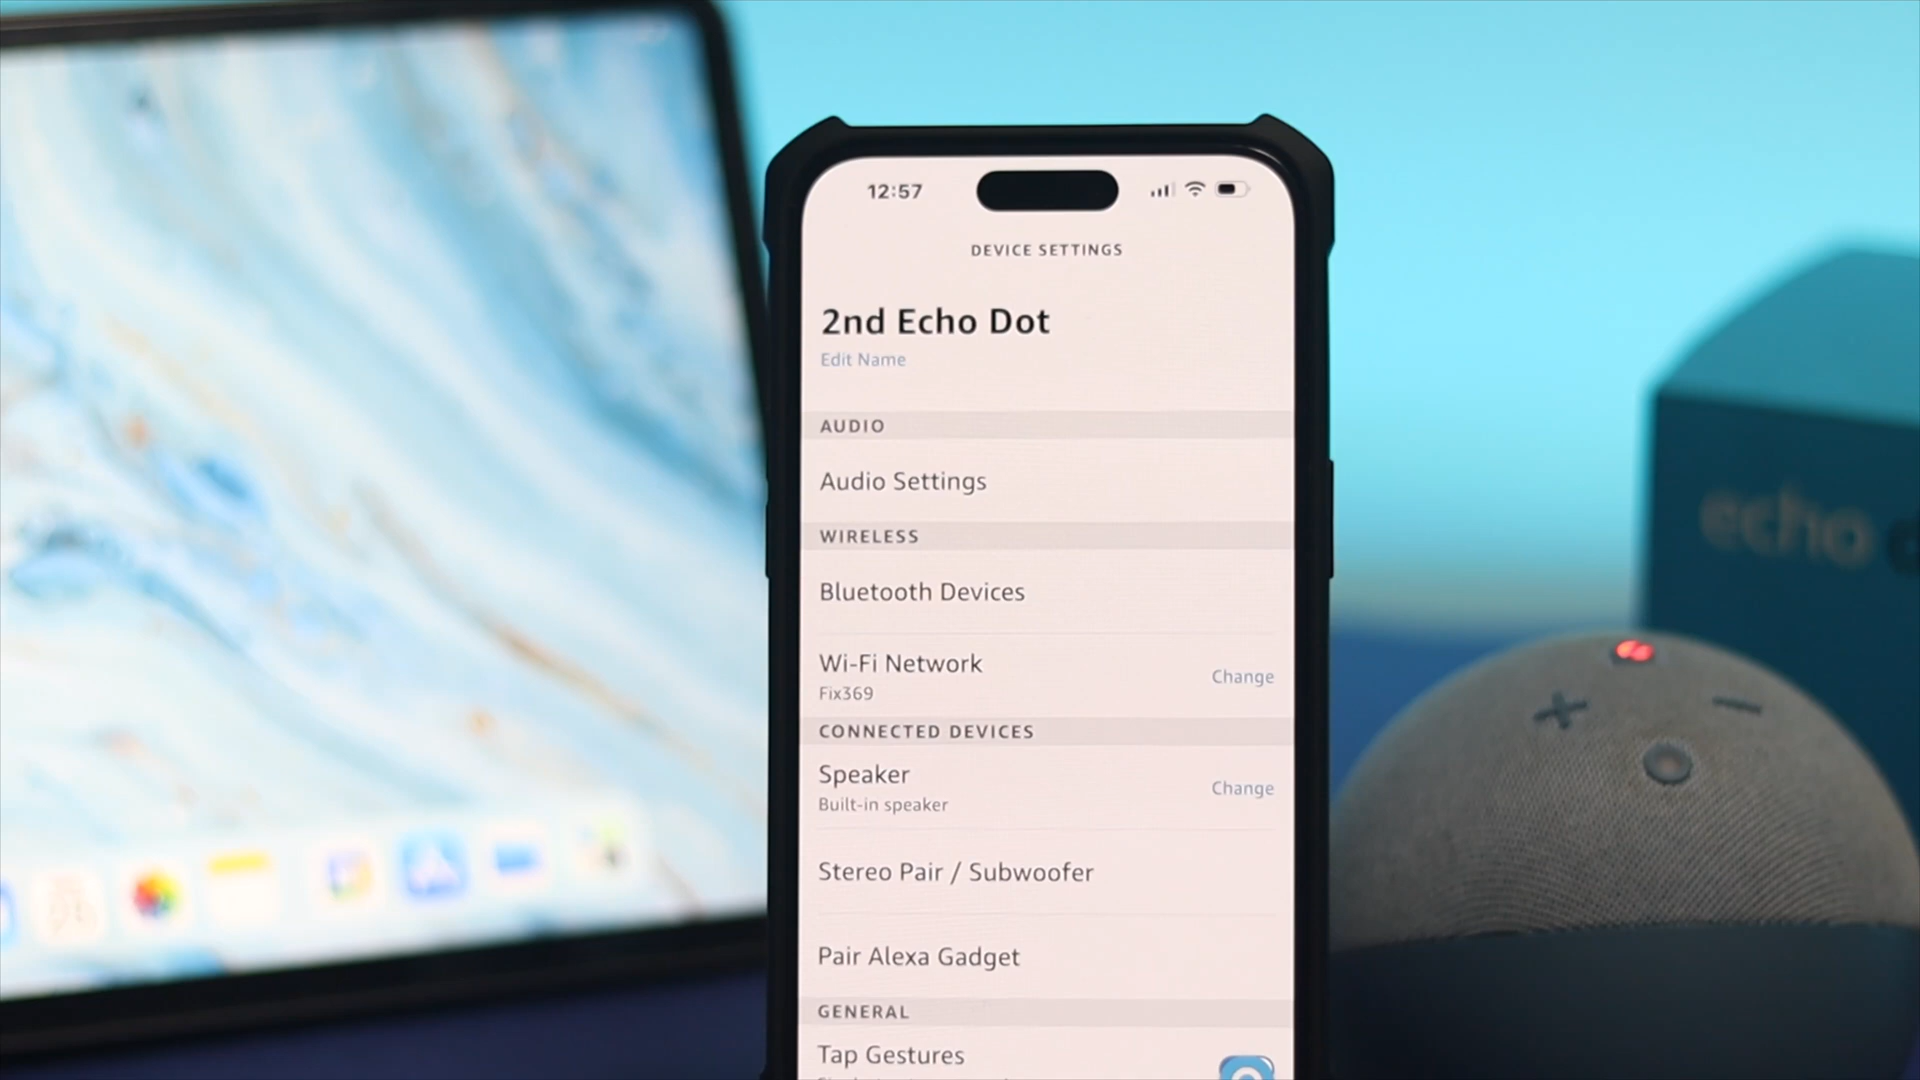 12:57
DEVICE SETTINGS
2nd Echo Dot
Edit Name
AUDIO
Audio Settings
WIRELESS
Bluetooth Devices
Wi-Fi Network
Fix369
Change
CONNECTED DEVICES
Speaker
Built-in speaker
Change
Stereo Pair / Subwoofer
Pair Alexa Gadget
GENERAL
Tap Gestures
echo